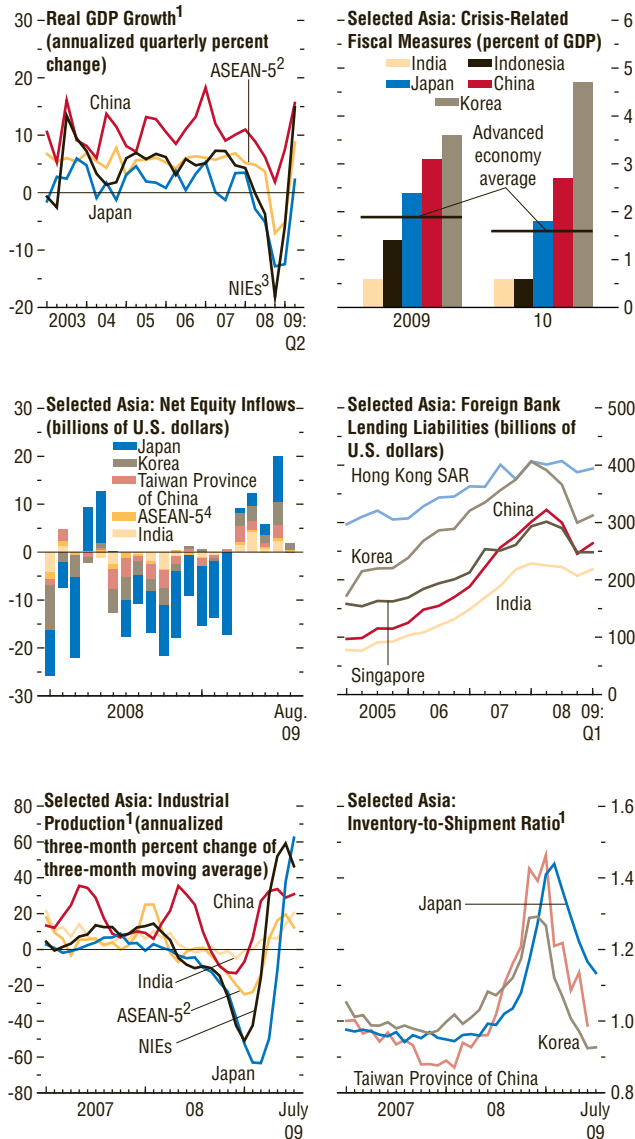 Real GDP Growth1
(annualized quarterly percent
change)
ASEAN-52
China
Japan
NIEs3
30
20
10
0
-10
-20
2003 04 05 06 07 08 09:
Q2
Selected Asia: Crisis-Related
Fiscal Measures (percent of GDP)
India Indonesia
Japan China
Korea
Advanced
economy
average
6
5
4
3
2
1
0
2009 10
Selected Asia: Net Equity Inflows
(billions of U.S. dollars)
Japan
Korea
Taiwan Province
of China
ASEAN-54
India
30
20
10
0
-10
-20
-30
2008 Aug.
09
Selected Asia: Foreign Bank
Lending Liabilities (billions of
U.S. dollars)
Hong Kong SAR
China
Korea
India
Singapore
500
400
300
200
100
0
2005 06 07 08 09:
Q1
Selected Asia: Industrial
Production1 (annualized
three-month percent change of
three-month moving average)
China
India
ASEAN-52
NIEs
Japan
80
60
40
20
0
-20
-40
-60
-80
2007 08 July
09
Selected Asia:
Inventory-to-Shipment Ratio1
Japan
Korea
Taiwan Province of China
1.6
1.4
1.2
1.0
0.8
2007 08 July
09